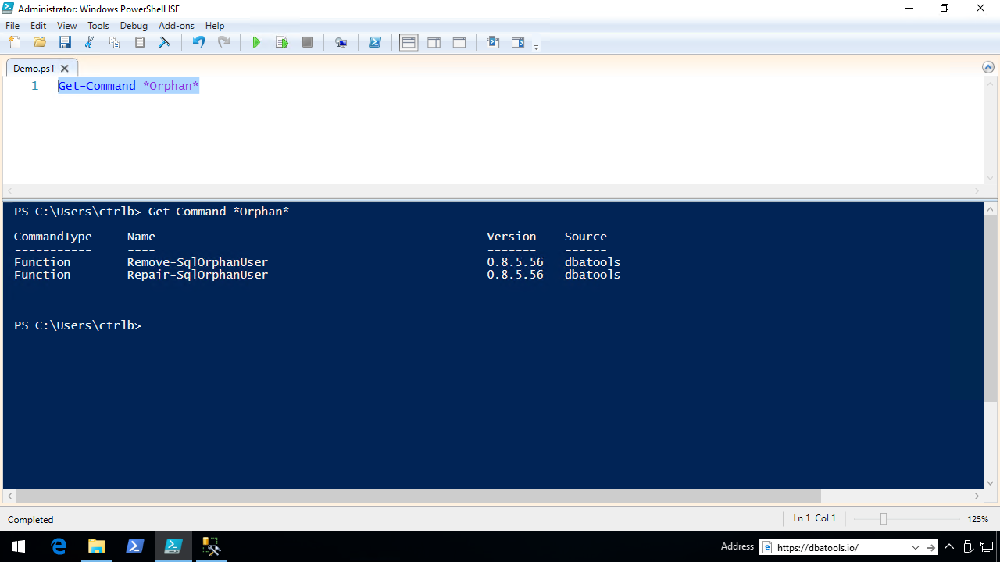 Administrator: Windows PowerShell ISE
File Edit View Tools Debug Add-ons Help
Demo.ps1
1 Get-Command *Orphan*
PS C:\Users\ctrlb> Get-Command *Orphan*
CommandType Name Version Source
----------- ---- ------- ------
Function Remove-SqlOrphanUser 0.8.5.56 dbatools
Function Repair-SqlOrphanUser 0.8.5.56 dbatools
PS C:\Users\ctrlb>
Completed Ln 1 Col 1 125%
Address https://dbatools.io/